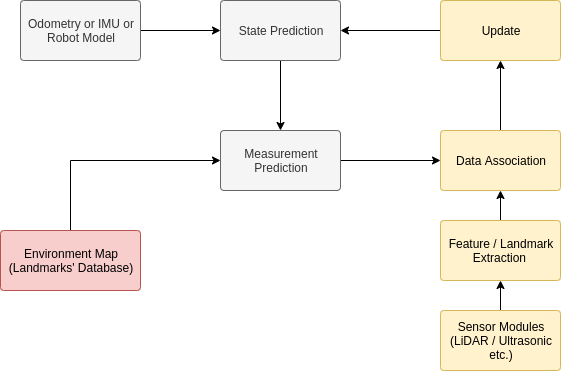 Odometry or IMU or
Robot Model
State Prediction
Update
Measurement
Prediction
Data Association
Environment Map
(Landmarks' Database)
Feature / Landmark
Extraction
Sensor Modules
(LiDAR / Ultrasonic
etc.)